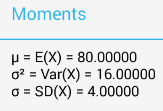 Moments
μ = E(X) = 80.00000
σ² = Var(X) = 16.00000
σ = SD(X) = 4.00000